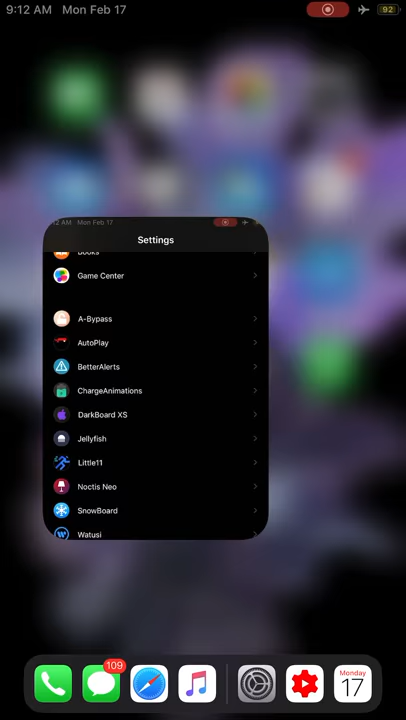 9:12 AM Mon Feb 17
92
12 AM Mon Feb 17
Settings
Books
Game Center
A-Bypass
AutoPlay
BetterAlerts
ChargeAnimations
DarkBoard XS
Jellyfish
Little11
Noctis Neo
SnowBoard
Watusi
109
Monday
17